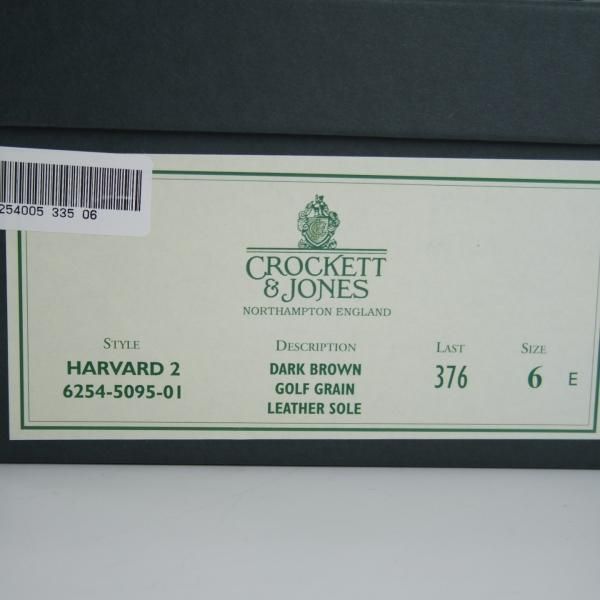 254005 335 06
CROCKETT
& JONES
NORTHAMPTON ENGLAND
STYLE
HARVARD 2
6254-5095-01
DESCRIPTION
DARK BROWN
GOLF GRAIN
LEATHER SOLE
LAST
376
SIZE
6 E